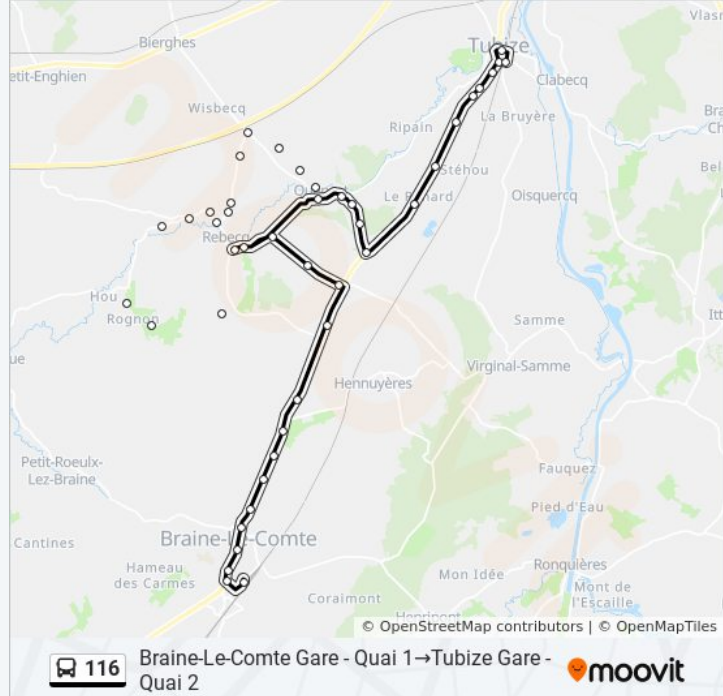 Vlas
Bierghes
Tubize
etit-Enghien
Clabecq
Wisbecq
La Bruyère
Bra
Ch
Ripain
Stéhou
Bel
Le
nard
Oisquercq
Rebecq
Hou
Rognon
Itt
Samme
ue
Virginal-Samme
Hennuyères
Petit-Roeulx-
Lez-Braine
Fauquez
Pied d'Eau
Cantines
Braine-Le-Comte
Ronquières
Hameau
des Carmes
Mon Idée
Mont de
l'Escaille
Coraimont
© OpenStreetMap contributors | © OpenMapTiles
116
Braine-Le-Comte Gare - Quai 1→Tubize Gare -
Quai 2
moovit